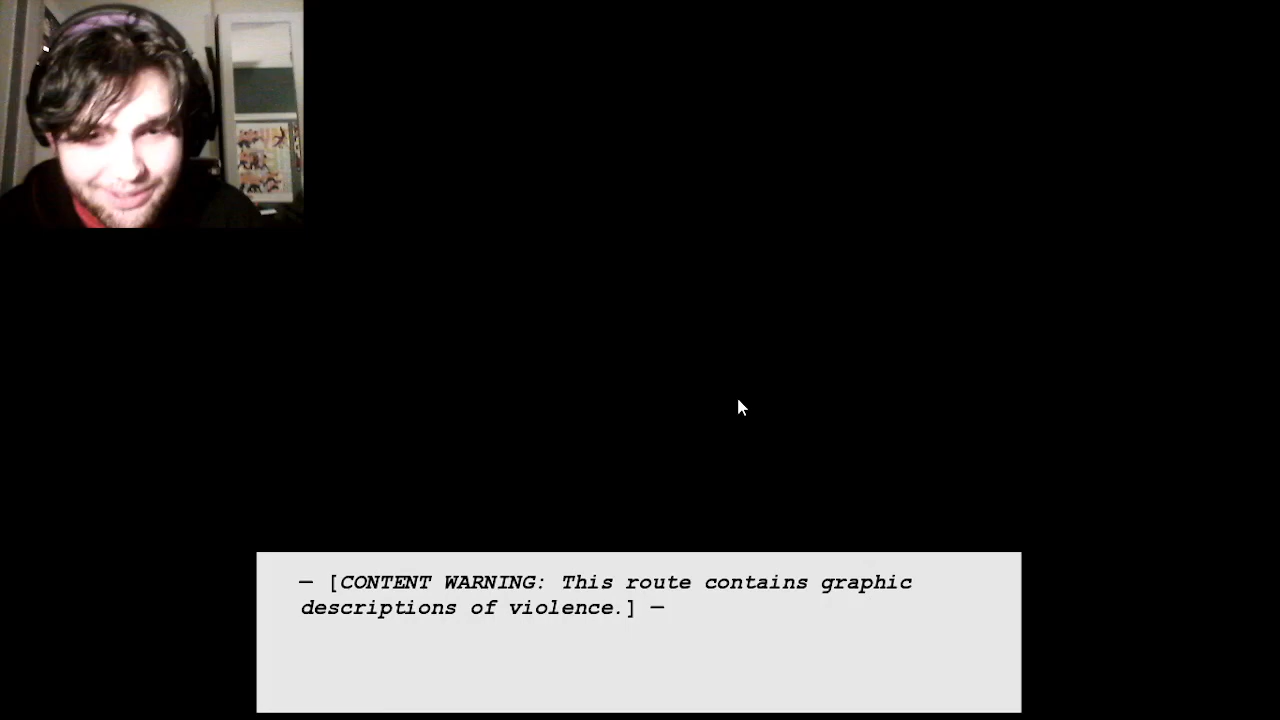 — [CONTENT WARNING: This route contains graphic
descriptions of violence.] —